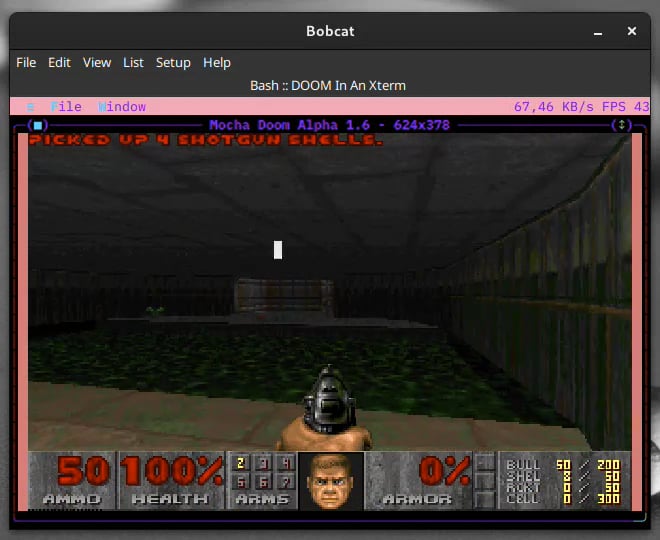 Bobcat
File Edit View List Setup Help
Bash :: DOOM In An Xterm
≡ File Window 67,46 KB/s FPS 43
Mocha Doom Alpha 1.6 - 624x378
PICKED UP 4 SHOTGUN SHELLS.
50 100% 2 3 4 0% BULL 50 / 200
SHEL 8 / 50
5 6 7 RCKT 0 / 50
AMMO HEALTH ARMS ARMOR CELL 0 / 300